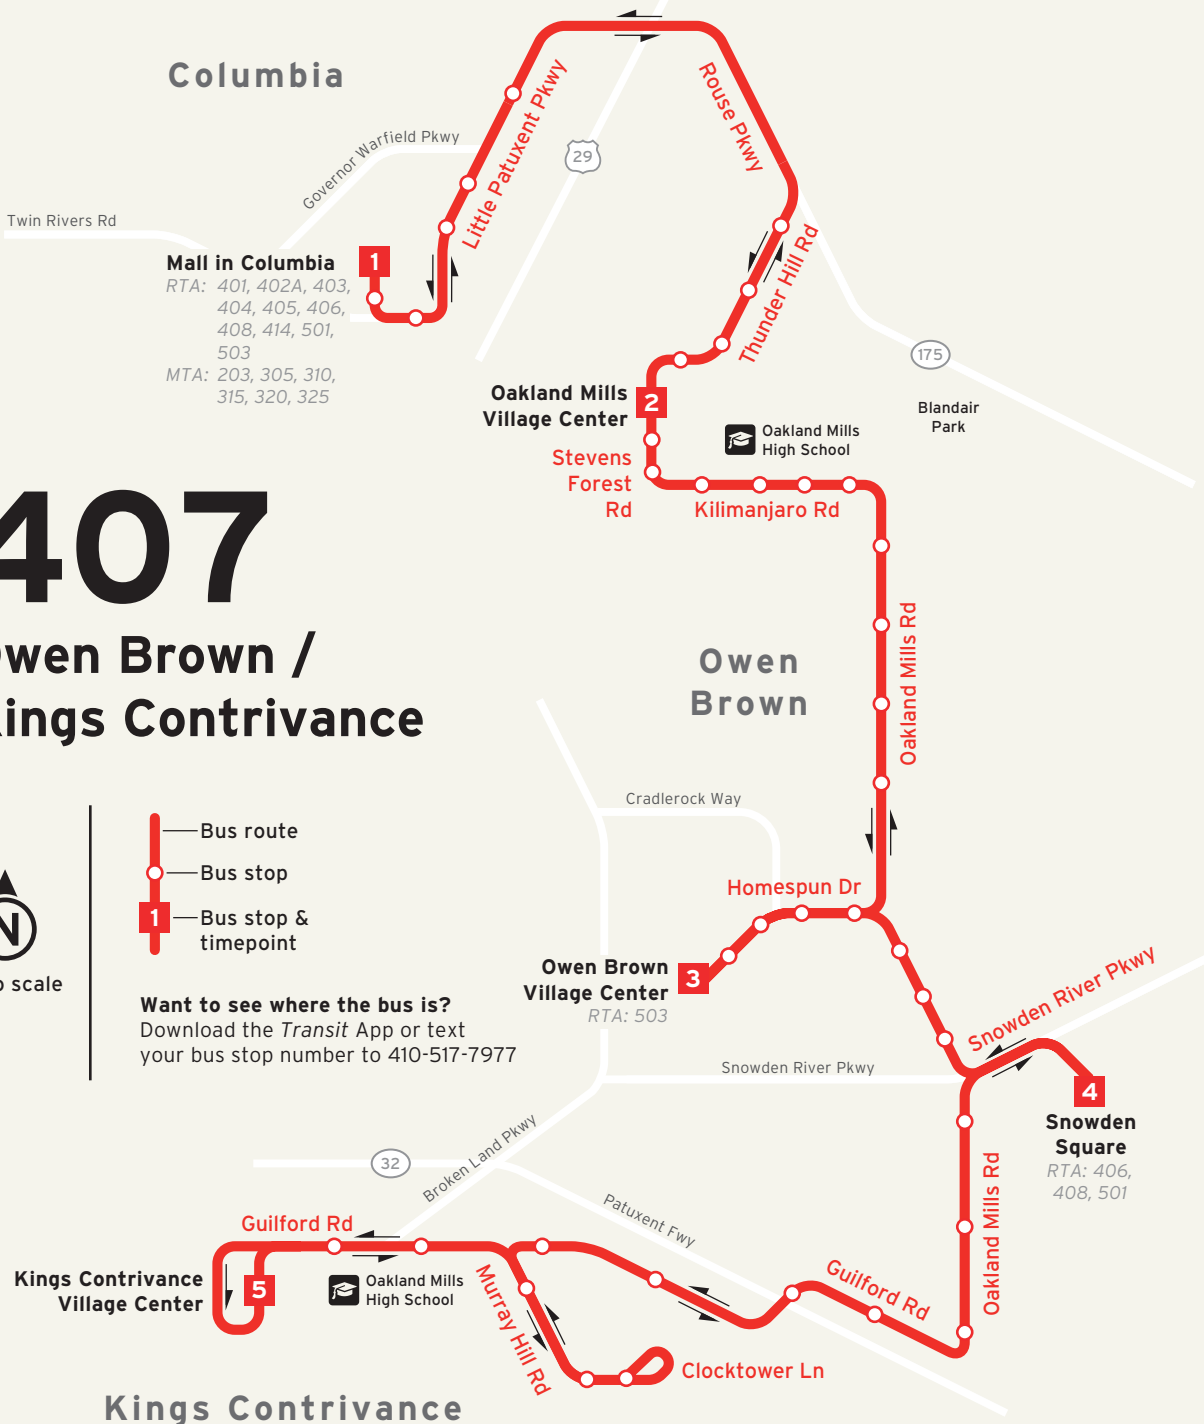 Columbia
Governor Warfield Pkwy
Twin Rivers Rd
Little Patuxent Pkwy
29
Rouse Pkwy
Mall in Columbia
1
RTA: 401, 402A, 403,
404, 405, 406,
408, 414, 501,
503
MTA: 203, 305, 310,
315, 320, 325
Thunder Hill Rd
175
Blandair
Park
Oakland Mills
Village Center
2
Oakland Mills
High School
Stevens
Forest
Rd
Kilimanjaro Rd
407
Owen Brown /
Kings Contrivance
Oakland Mills Rd
Owen
Brown
Cradlerock Way
Homespun Dr
Bus route
Bus stop
1
Bus stop &
timepoint
N
scale
Want to see where the bus is?
Download the Transit App or text
your bus stop number to 410-517-7977
Owen Brown
Village Center
3
RTA: 503
Snowden River Pkwy
Snowden River Pkwy
4
Snowden
Square
RTA: 406,
408, 501
32
Broken Land Pkwy
Patuxent Fwy
Oakland Mills Rd
Guilford Rd
Guilford Rd
Kings Contrivance
Village Center
5
Oakland Mills
High School
Murray Hill Rd
Clocktower Ln
Kings Contrivance